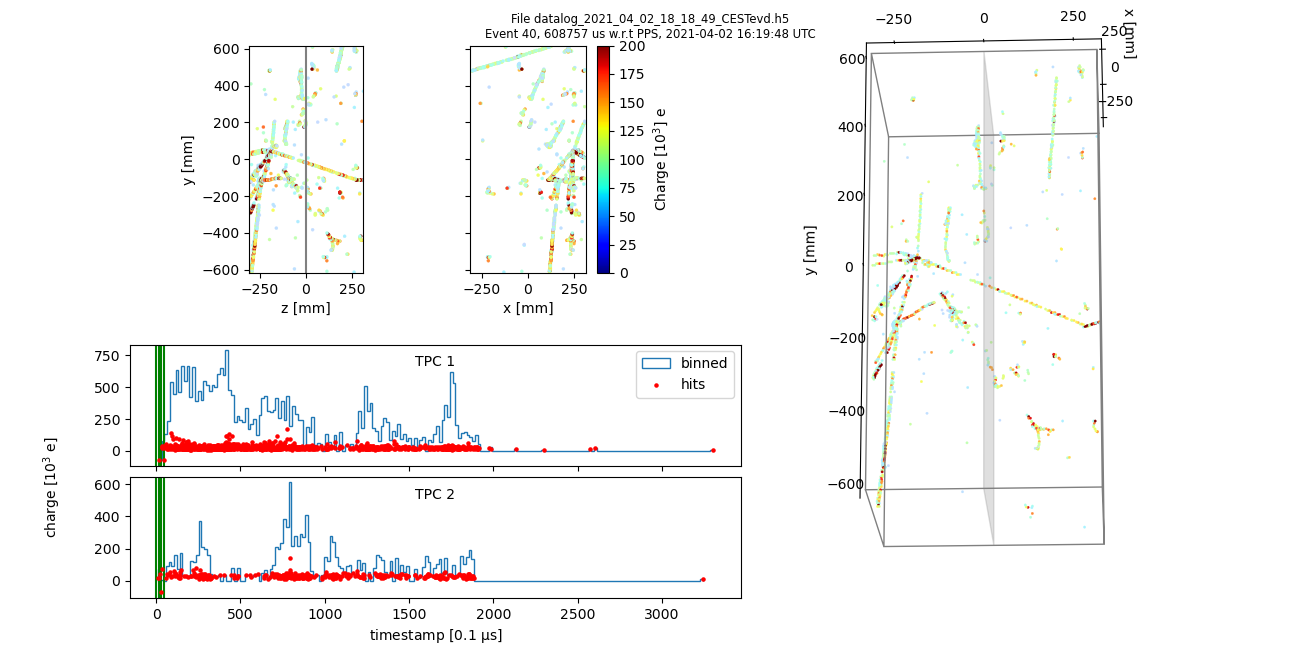 File datalog_2021_04_02_18_18_49_CESTevd.h5
Event 40, 608757 us w.r.t PPS, 2021-04-02 16:19:48 UTC
600
400
200
0
−200
−400
−600
y [mm]
−250 0 250
z [mm]
−250 0 250
x [mm]
200
175
150
125
100
75
50
25
0
Charge [10³] e
−250 0 250
x [mm]
250
0
−250
600
400
200
0
−200
−400
−600
y [mm]
TPC 1
binned
hits
750
500
250
0
TPC 2
600
400
200
0
charge [10³ e]
0 500 1000 1500 2000 2500 3000
timestamp [0.1 µs]